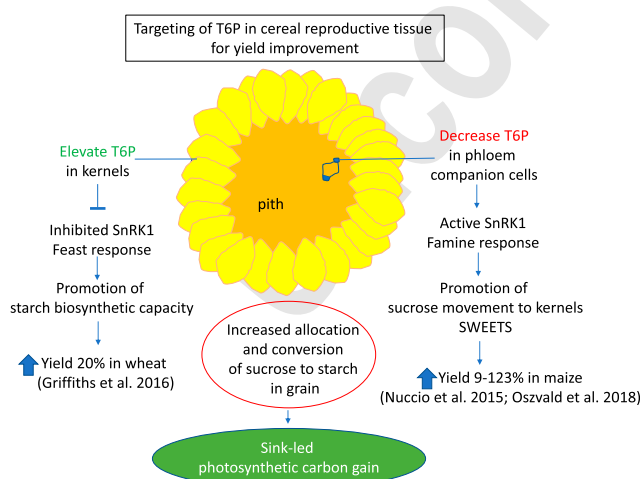 Targeting of T6P in cereal reproductive tissue
for yield improvement
Elevate T6P
in kernels
Inhibited SnRK1
Feast response
Promotion of
starch biosynthetic capacity
Yield 20% in wheat
(Griffiths et al. 2016)
pith
Decrease T6P
in phloem
companion cells
Active SnRK1
Famine response
Promotion of
sucrose movement to kernels
SWEETS
Yield 9-123% in maize
(Nuccio et al. 2015; Oszvald et al. 2018)
Increased allocation
and conversion
of sucrose to starch
in grain
Sink-led
photosynthetic carbon gain